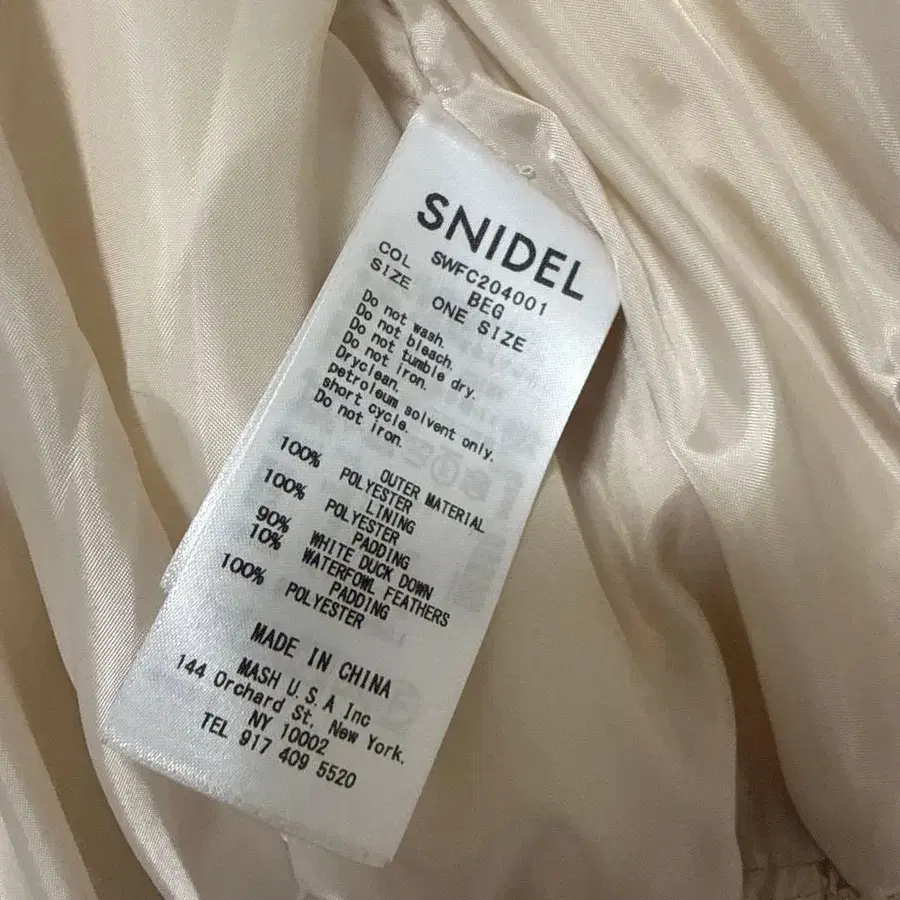 SNIDEL
SWFC204001
COL BEG
SIZE ONE SIZE
Do not wash.
Do not bleach.
Do not tumble dry.
Do not iron.
Dryclean.
petroleum solvent only.
short cycle.
Do not iron.
OUTER MATERIAL
100% POLYESTER
LINING
100% POLYESTER
PADDING
90% WHITE DUCK DOWN
10% WATERFOWL FEATHERS
PADDING
100% POLYESTER
MADE IN CHINA
MASH U.S.A Inc
144 Orchard St, New York.
NY 10002
TEL 917 409 5520